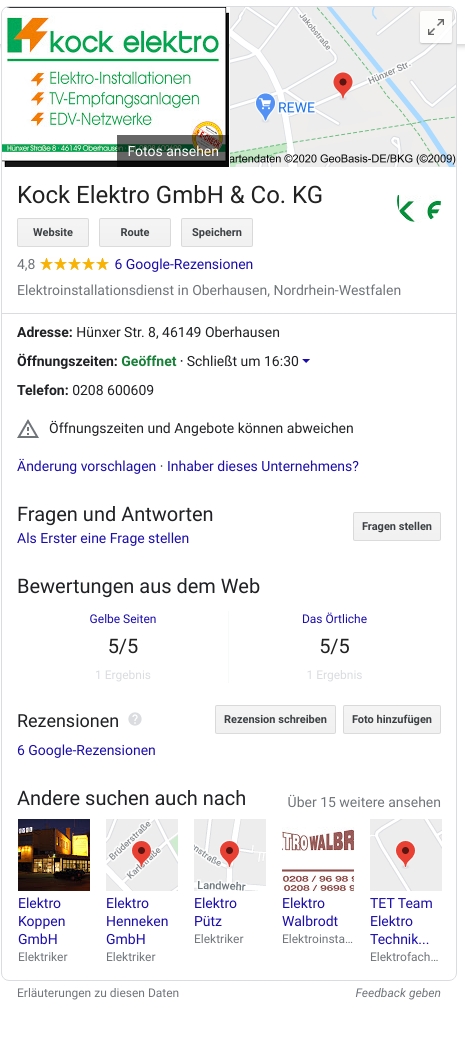 kock elektro
Elektro-Installationen
TV-Empfangsanlagen
EDV-Netzwerke
Hünxer Straße 8 · 46149 Oberhausen
E-CHECK
Fotos ansehen
Jakobstraße
Hünxer Str.
REWE
artendaten ©2020 GeoBasis-DE/BKG (©2009)
Kock Elektro GmbH & Co. KG
K E
Website
Route
Speichern
4,8 6 Google-Rezensionen
Elektroinstallationsdienst in Oberhausen, Nordrhein-Westfalen
Adresse: Hünxer Str. 8, 46149 Oberhausen
Öffnungszeiten: Geöffnet · Schließt um 16:30
Telefon: 0208 600609
Öffnungszeiten und Angebote können abweichen
Änderung vorschlagen · Inhaber dieses Unternehmens?
Fragen und Antworten
Als Erster eine Frage stellen
Fragen stellen
Bewertungen aus dem Web
Gelbe Seiten
5/5
1 Ergebnis
Das Örtliche
5/5
1 Ergebnis
Rezensionen ?
Rezension schreiben
Foto hinzufügen
6 Google-Rezensionen
Andere suchen auch nach
Über 15 weitere ansehen
Brüderstraße
Karlstraße
nstraße
Landwehr
TRO WALBR
0208 / 96 98 9
0208 / 9698 9
Elektro
Koppen
GmbH
Elektriker
Elektro
Henneken
GmbH
Elektriker
Elektro
Pütz
Elektriker
Elektro
Walbrodt
Elektroinsta...
TET Team
Elektro
Technik...
Elektrofach...
Erläuterungen zu diesen Daten
Feedback geben